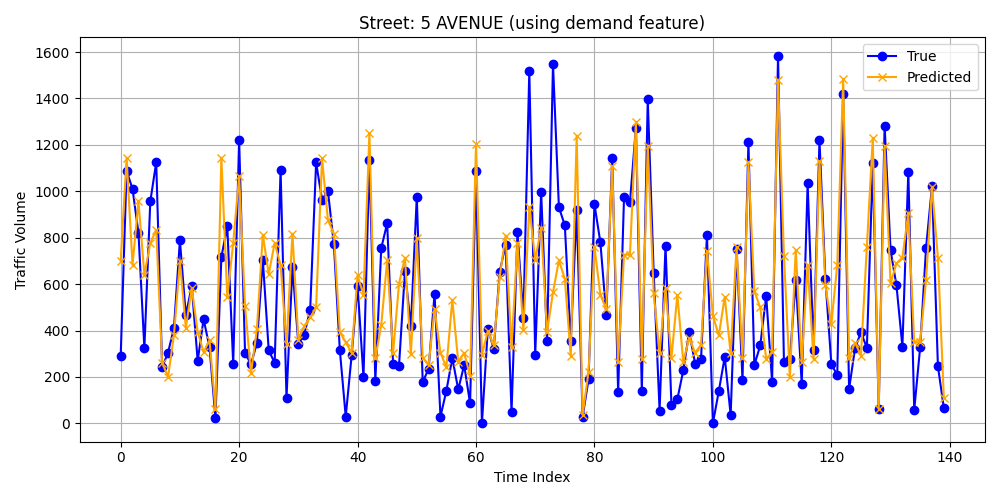 Street: 5 AVENUE (using demand feature)
True
Predicted
Traffic Volume
1600
1400
1200
1000
800
600
400
200
0
0 20 40 60 80 100 120 140
Time Index